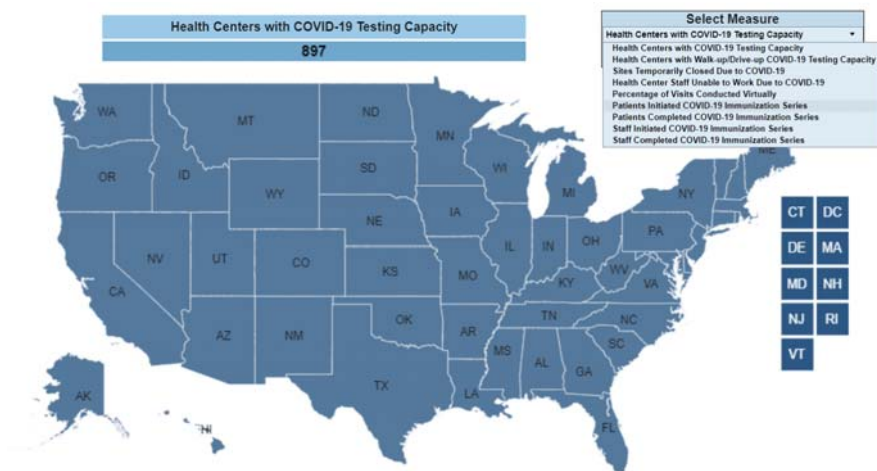 Health Centers with COVID-19 Testing Capacity
897
Select Measure
Health Centers with COVID-19 Testing Capacity
Health Centers with COVID-19 Testing Capacity
Health Centers with Walk-up/Drive-up COVID-19 Testing Capacity
Sites Temporarily Closed Due to COVID-19
Health Center Staff Unable to Work Due to COVID-19
Percentage of Visits Conducted Virtually
Patients Initiated COVID-19 Immunization Series
Patients Completed COVID-19 Immunization Series
Staff Initiated COVID-19 Immunization Series
Staff Completed COVID-19 Immunization Series
WA
MT
ND
MN
ME
OR
ID
WY
SD
WI
MI
NY
NV
UT
CO
NE
IA
IL
IN
OH
PA
CA
AZ
NM
KS
MO
KY
WV
VA
OK
AR
TN
NC
SC
TX
LA
MS
AL
GA
FL
AK
HI
CT DC
DE MA
MD NH
NJ RI
VT